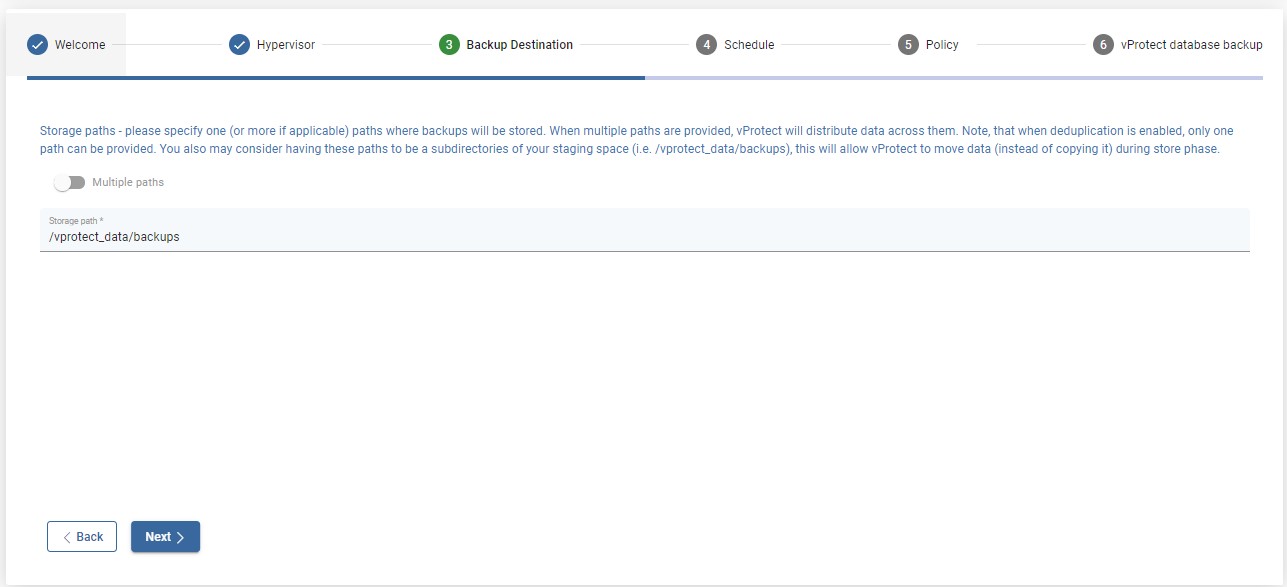 Welcome
Hypervisor
3 Backup Destination
4 Schedule
5 Policy
6 vProtect database backup
Storage paths - please specify one (or more if applicable) paths where backups will be stored. When multiple paths are provided, vProtect will distribute data across them. Note, that when deduplication is enabled, only one
path can be provided. You also may consider having these paths to be a subdirectories of your staging space (i.e. /vprotect_data/backups), this will allow vProtect to move data (instead of copying it) during store phase.
Multiple paths
Storage path *
/vprotect_data/backups
Back
Next